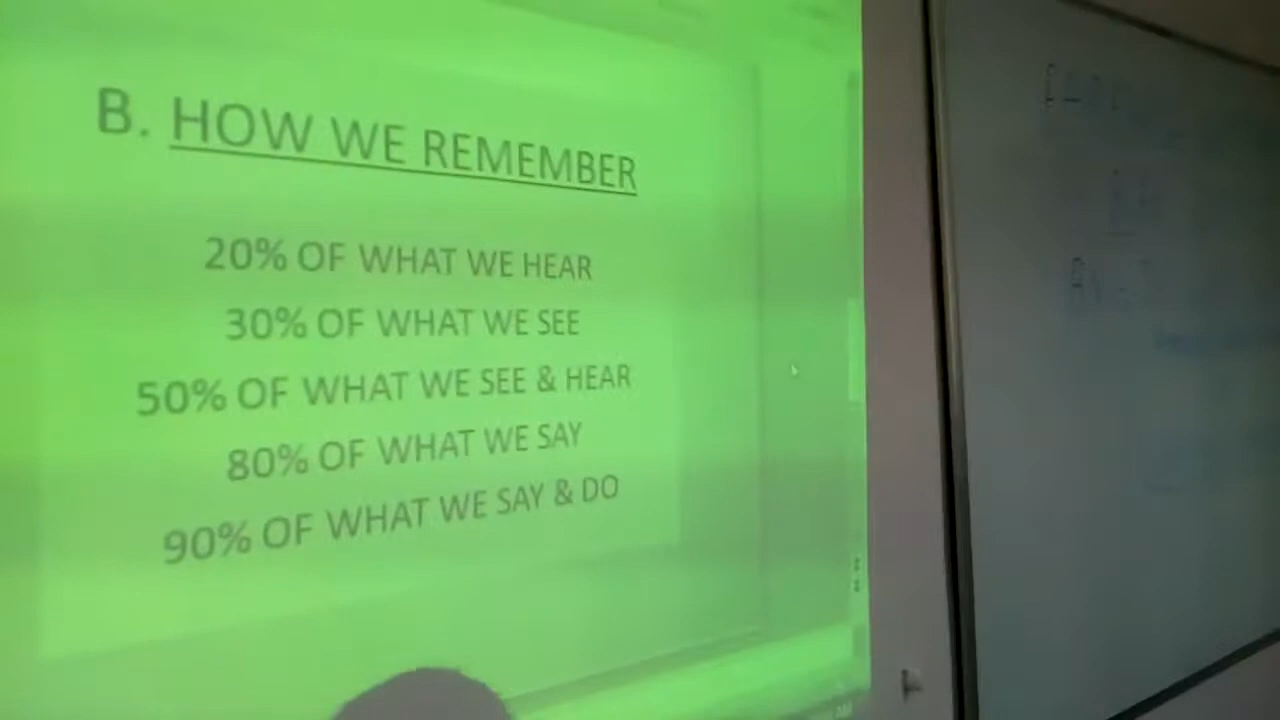 B. HOW WE REMEMBER
20% OF WHAT WE HEAR
30% OF WHAT WE SEE
50% OF WHAT WE SEE & HEAR
80% OF WHAT WE SAY
90% OF WHAT WE SAY & DO